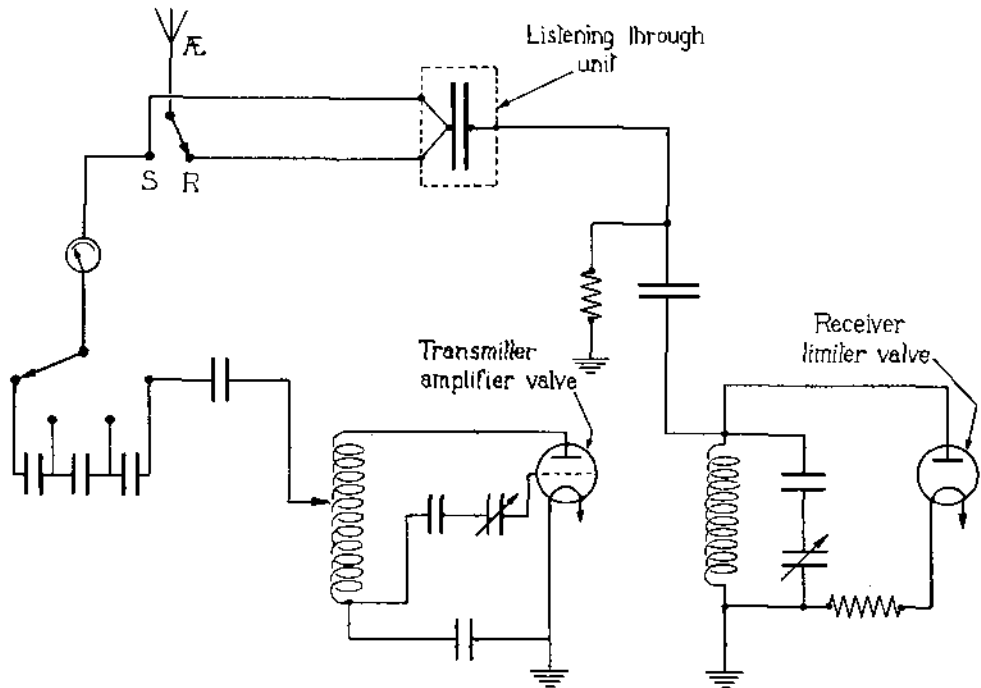 Æ
Listening through
unit
S R
Receiver
limiter valve
Transmitter
amplifier valve